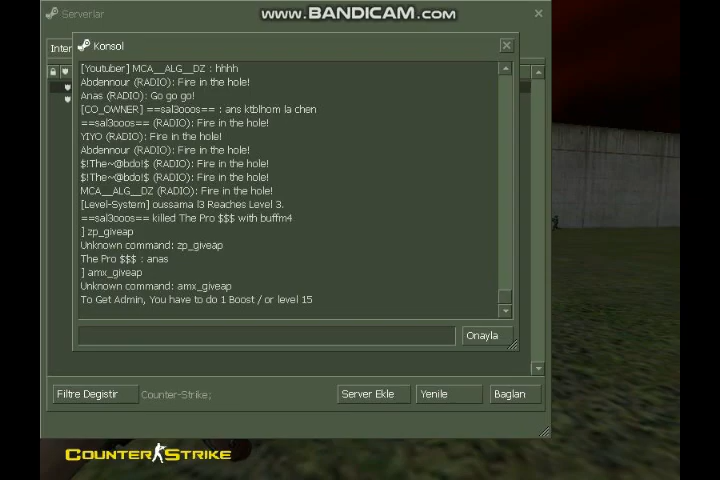 Serverlar
www.BANDICAM.com
Inter
Konsol
[Youtuber] MCA__ALG__DZ : hhhh
Abdennour (RADIO): Fire in the hole!
Anas (RADIO): Go go go!
[CO_OWNER] ==sal3ooos== : ans ktblhom la chen
==sal3ooos== (RADIO): Fire in the hole!
YIYO (RADIO): Fire in the hole!
Abdennour (RADIO): Fire in the hole!
$!The~@bdo!$ (RADIO): Fire in the hole!
$!The~@bdo!$ (RADIO): Fire in the hole!
MCA__ALG__DZ (RADIO): Fire in the hole!
[Level-System] oussama l3 Reaches Level 3.
==sal3ooos== killed The Pro $$$ with buffm4
] zp_giveap
Unknown command: zp_giveap
The Pro $$$ : anas
] amx_giveap
Unknown command: amx_giveap
To Get Admin, You have to do 1 Boost / or level 15
Onayla
Filtre Degistir
Counter-Strike;
Server Ekle
Yenile
Baglan
COUNTER STRIKE